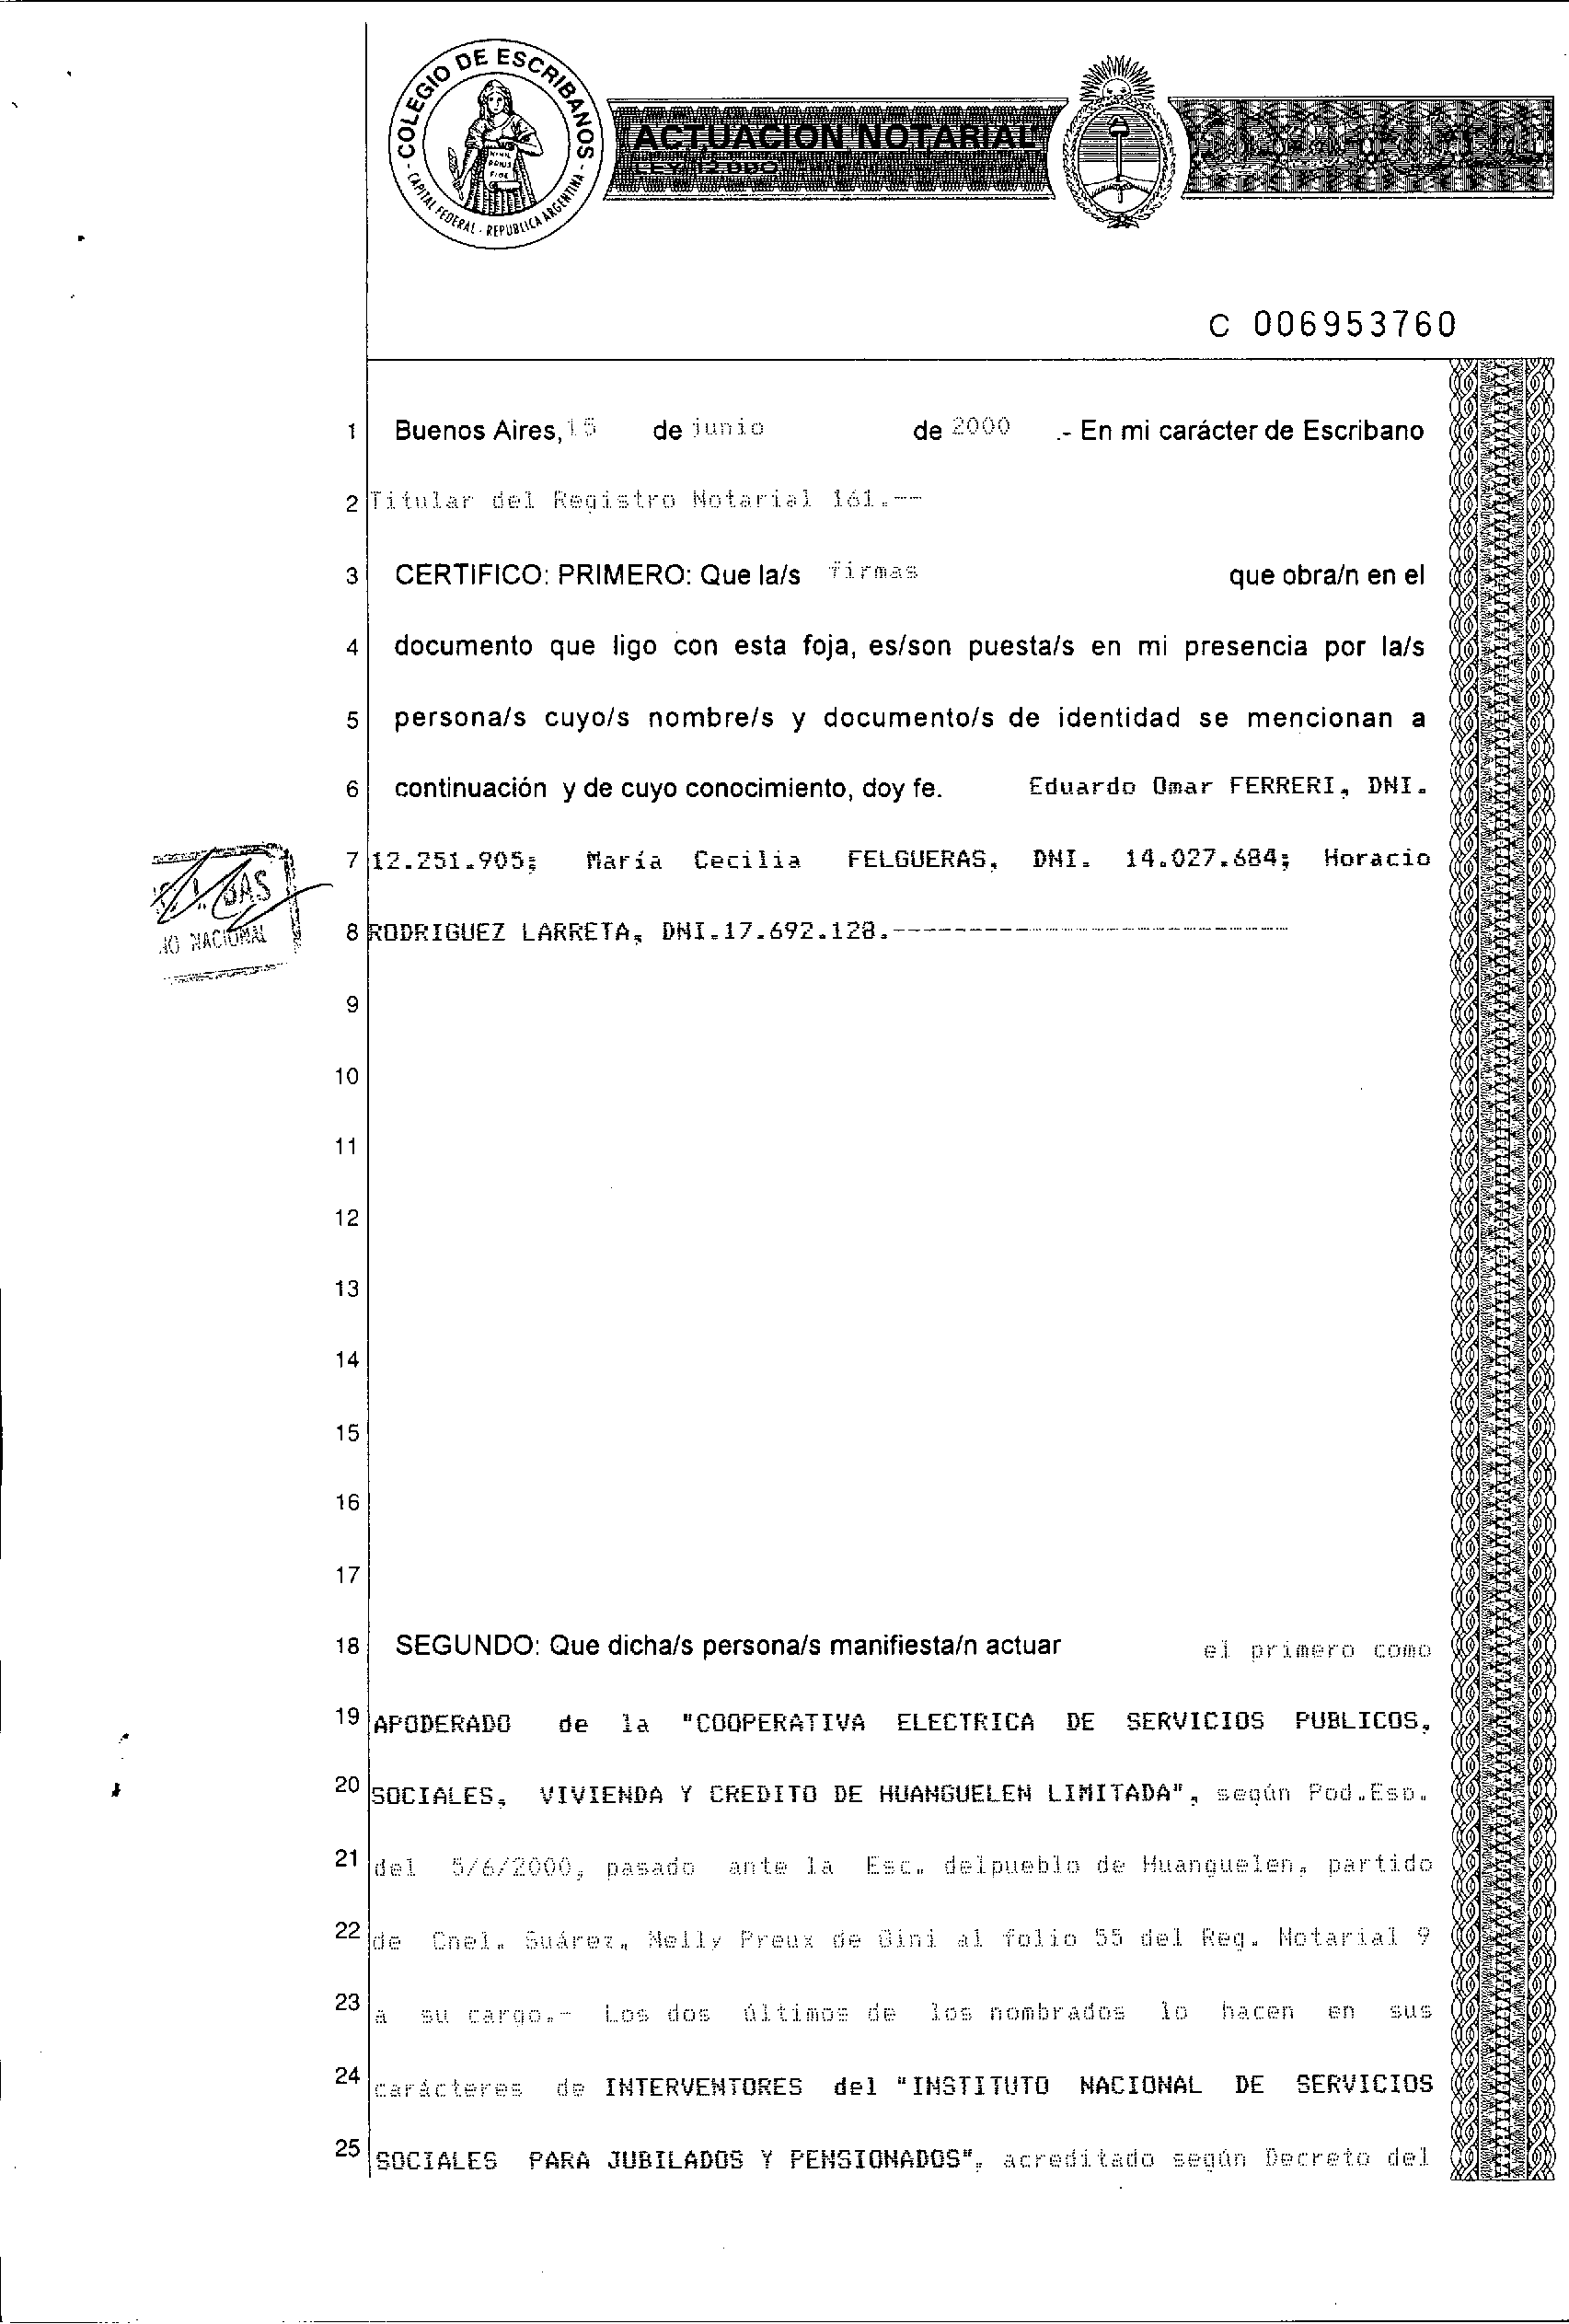 COLEGIO DE ESCRIBANOS
- CAPITAL FEDERAL - REPUBLICA ARGENTINA -
ACTUACION NOTARIAL
LEY 12.990
C 006953760
1 Buenos Aires, 15 de junio de 2000 .- En mi carácter de Escribano
2 Titular del Registro Notarial 161.--
3 CERTIFICO: PRIMERO: Que la/s firmas que obra/n en el
4 documento que ligo con esta foja, es/son puesta/s en mi presencia por la/s
5 persona/s cuyo/s nombre/s y documento/s de identidad se mencionan a
6 continuación y de cuyo conocimiento, doy fe. Eduardo Omar FERRERI, DNI.
7 12.251.905; María Cecilia FELGUERAS, DNI. 14.027.684; Horacio
8 RODRIGUEZ LARRETA, DNI.17.692.128.--------------------------
NACIONAL
9
10
11
12
13
14
15
16
17
18 SEGUNDO: Que dicha/s persona/s manifiesta/n actuar el primero como
19 APODERADO de la "COOPERATIVA ELECTRICA DE SERVICIOS PUBLICOS,
20 SOCIALES, VIVIENDA Y CREDITO DE HUANGUELEN LIMITADA", según Pod.Esp.
21 del 5/6/2000, pasado ante la Esc. delpueblo de Huanguelen, partido
22 de Cnel. Suárez, Nelly Preux de Gini al folio 55 del Reg. Notarial 9
23 a su cargo.- Los dos últimos de los nombrados lo hacen en sus
24 carácteres de INTERVENTORES del "INSTITUTO NACIONAL DE SERVICIOS
25 SOCIALES PARA JUBILADOS Y PENSIONADOS", acreditado según Decreto del